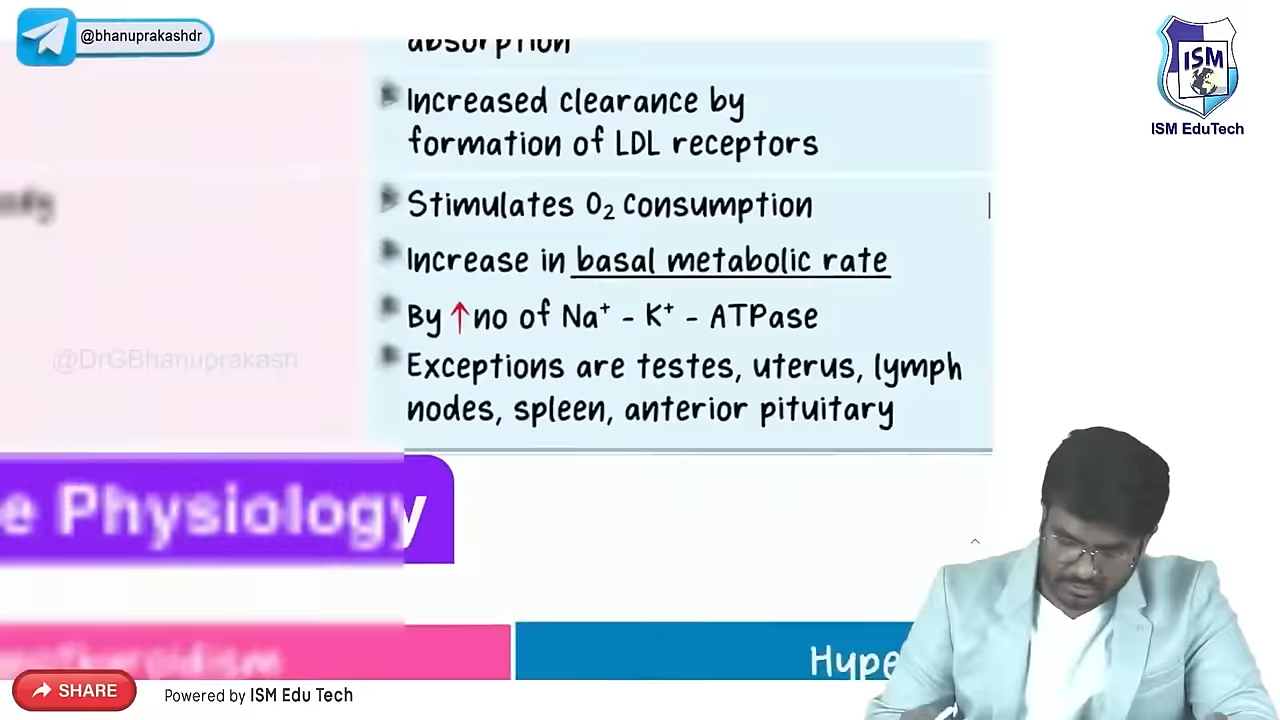 @bhanuprakashdr
ISM
ISM EduTech
absorption
Increased clearance by
formation of LDL receptors
Stimulates O₂ consumption
Increase in basal metabolic rate
By ↑no of Na⁺ - K⁺ - ATPase
Exceptions are testes, uterus, lymph
nodes, spleen, anterior pituitary
@DrGBhanuprakash
e Physiology
Hype
SHARE
Powered by ISM Edu Tech